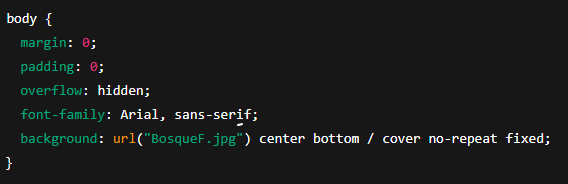 body {
  margin: 0;
  padding: 0;
  overflow: hidden;
  font-family: Arial, sans-serif;
  background: url("BosqueF.jpg") center bottom / cover no-repeat fixed;
}